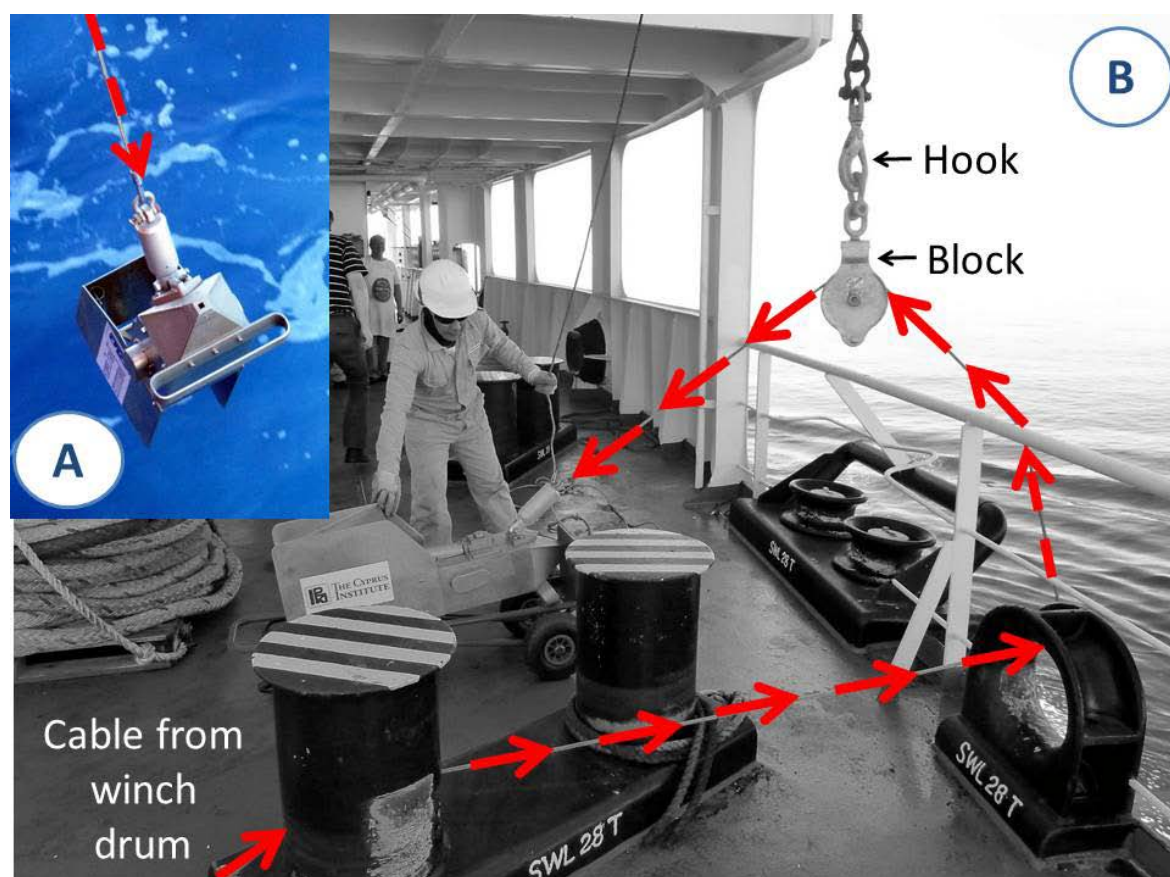 A
B
Hook
Block
SWL 28 T
THE CYPRUS
INSTITUTE
Cable from
winch
drum
SWL 28 T
SWL 28 T